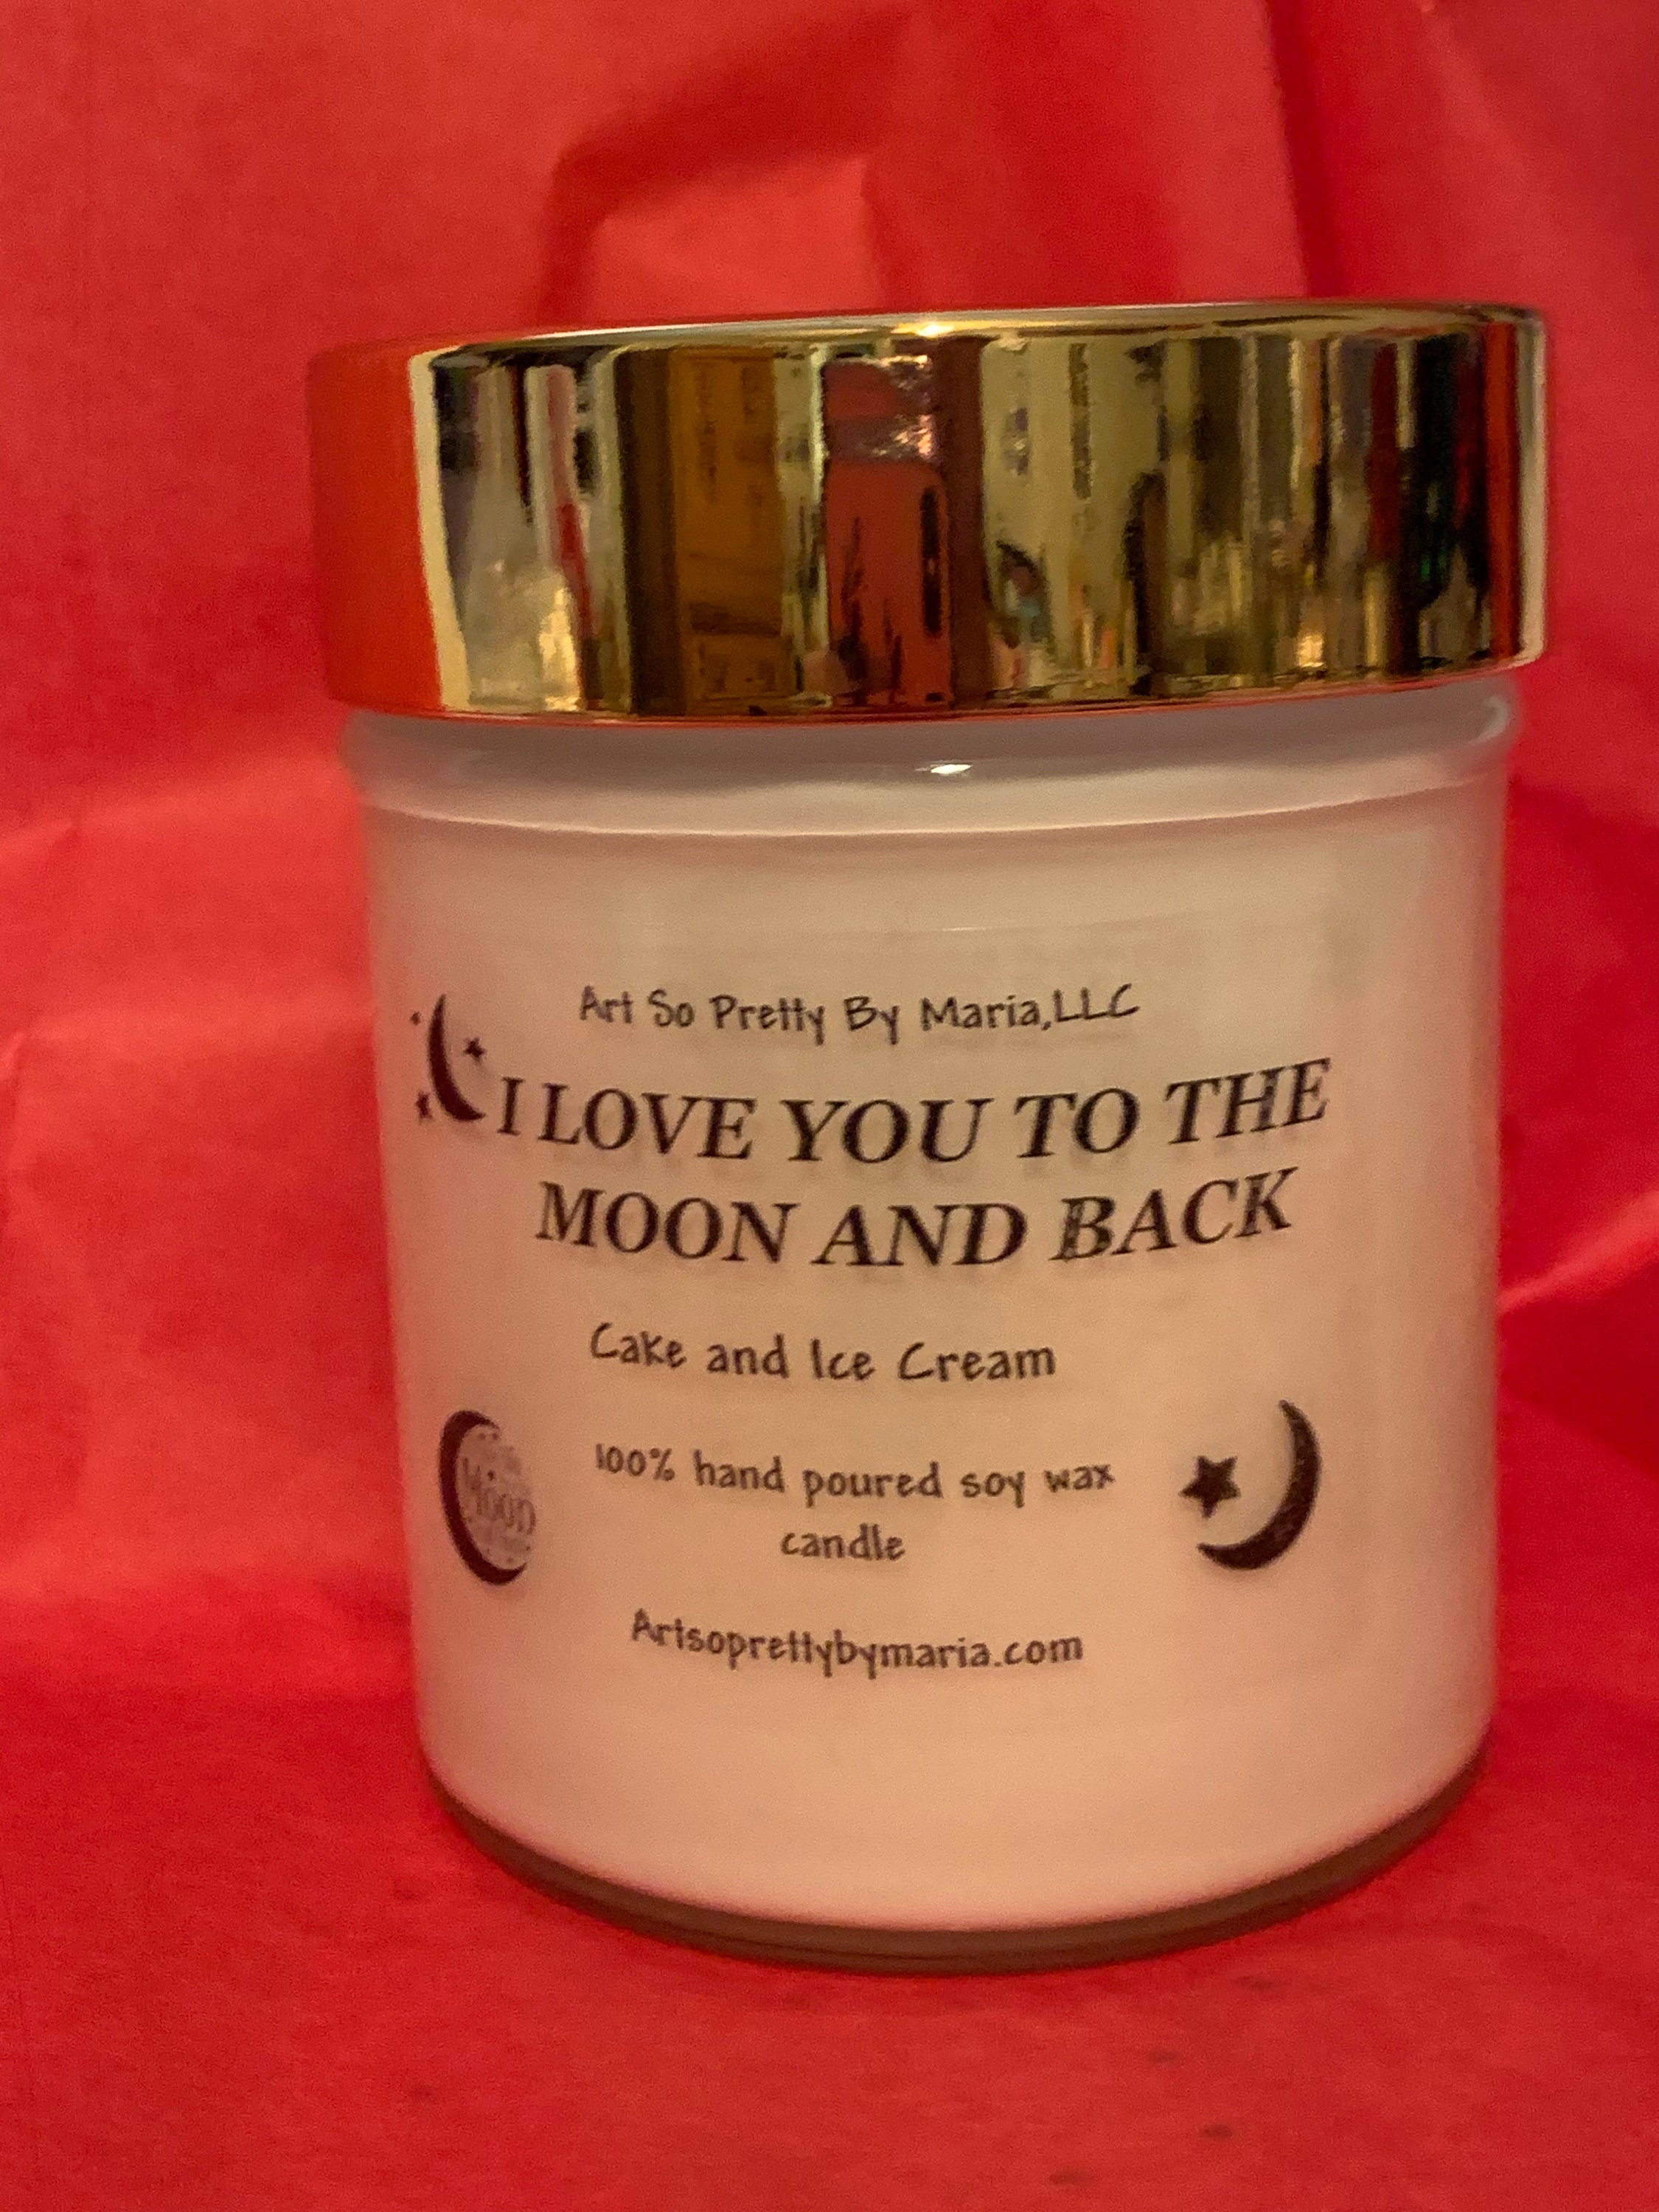 Art So Pretty By Maria,LLC
I LOVE YOU TO THE
MOON AND BACK
Cake and Ice Cream
Moon
100% hand poured soy wax
candle
Artsoprettybymaria.com